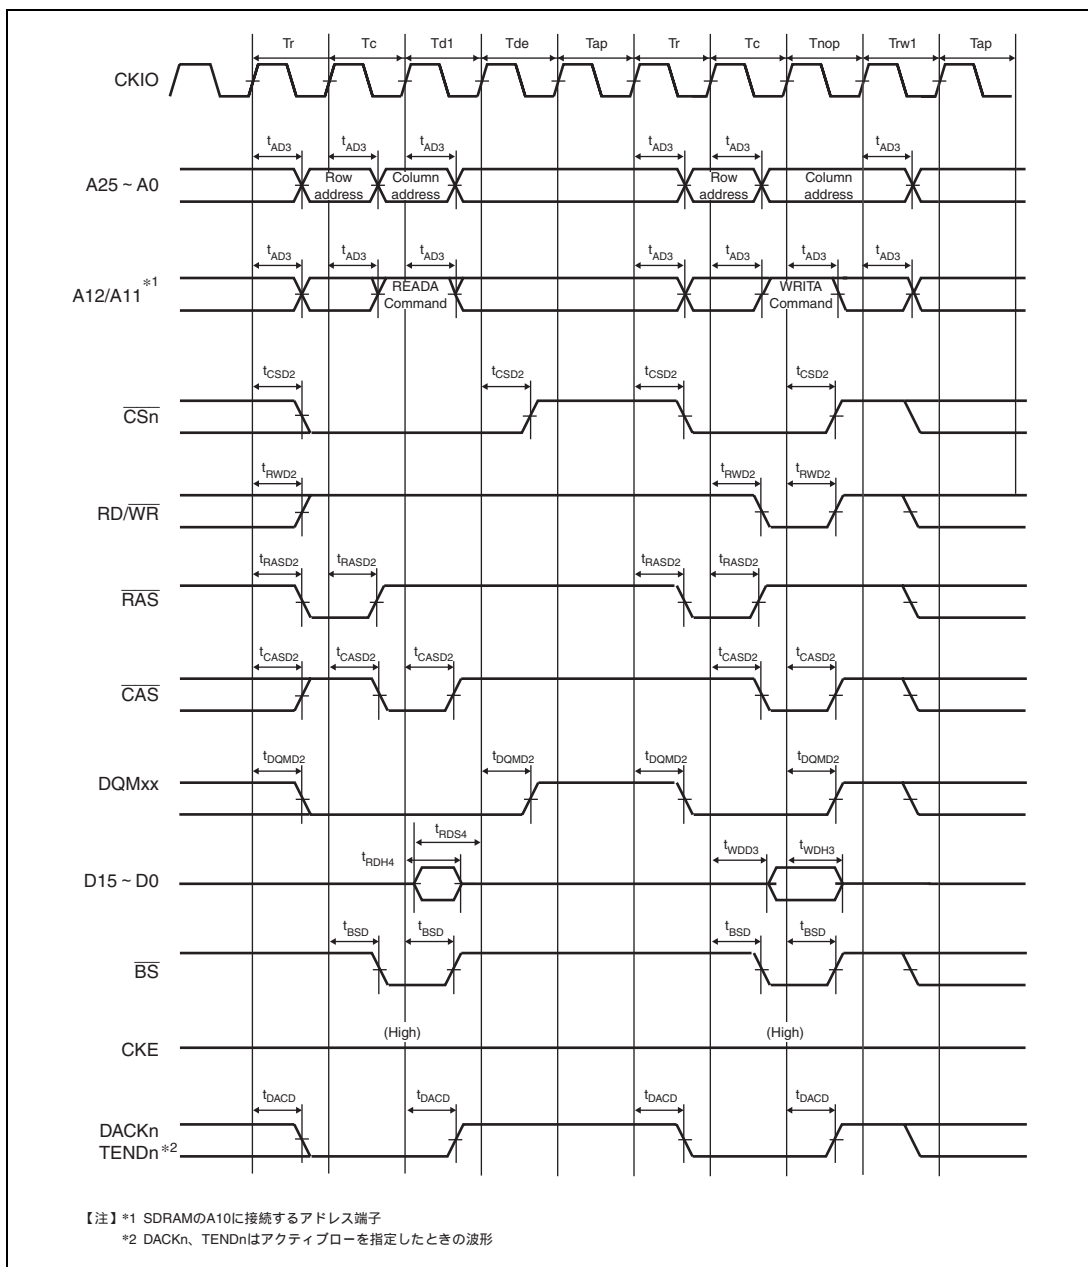 Tr Tc Td1 Tde Tap Tr Tc Tnop Trw1 Tap
CKIO
tAD3 tAD3 tAD3 tAD3 tAD3 tAD3
A25 ~ A0
Row address Column address Row address Column address
tAD3 tAD3 tAD3 tAD3 tAD3 tAD3 tAD3
A12/A11 *1
READA Command WRITA Command
tCSD2 tCSD2 tCSD2 tCSD2
CSn
tRWD2 tRWD2 tRWD2
RD/WR
tRASD2 tRASD2 tRASD2 tRASD2
RAS
tCASD2 tCASD2 tCASD2 tCASD2 tCASD2
CAS
tDQMD2 tDQMD2 tDQMD2 tDQMD2
DQMxx
tRDS4
tRDH4 tWDD3 tWDH3
D15 ~ D0
tBSD tBSD tBSD tBSD
BS
(High) (High)
CKE
tDACD tDACD tDACD tDACD
DACKn
TENDn *2
【注】*1 SDRAMのA10に接続するアドレス端子
*2 DACKn、TENDnはアクティブローを指定したときの波形